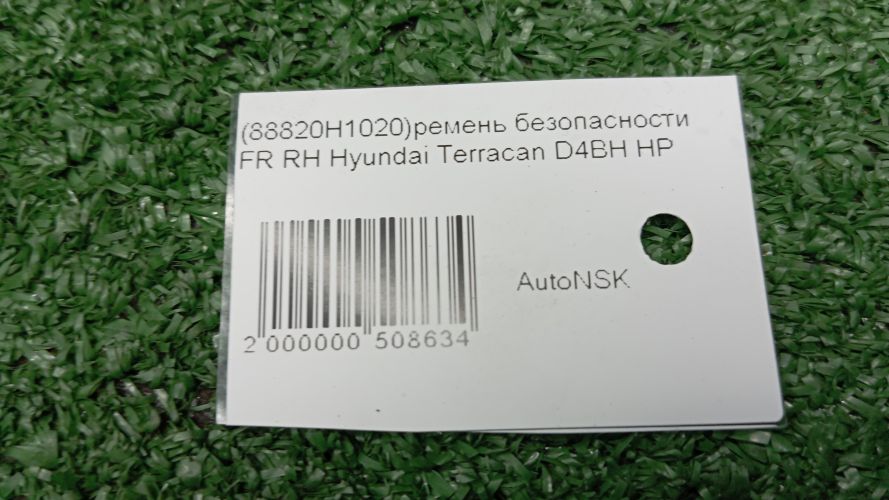 (88820H1020)ремень безопасности
FR RH Hyundai Terracan D4BH HP
AutoNSK
2 000000 508634